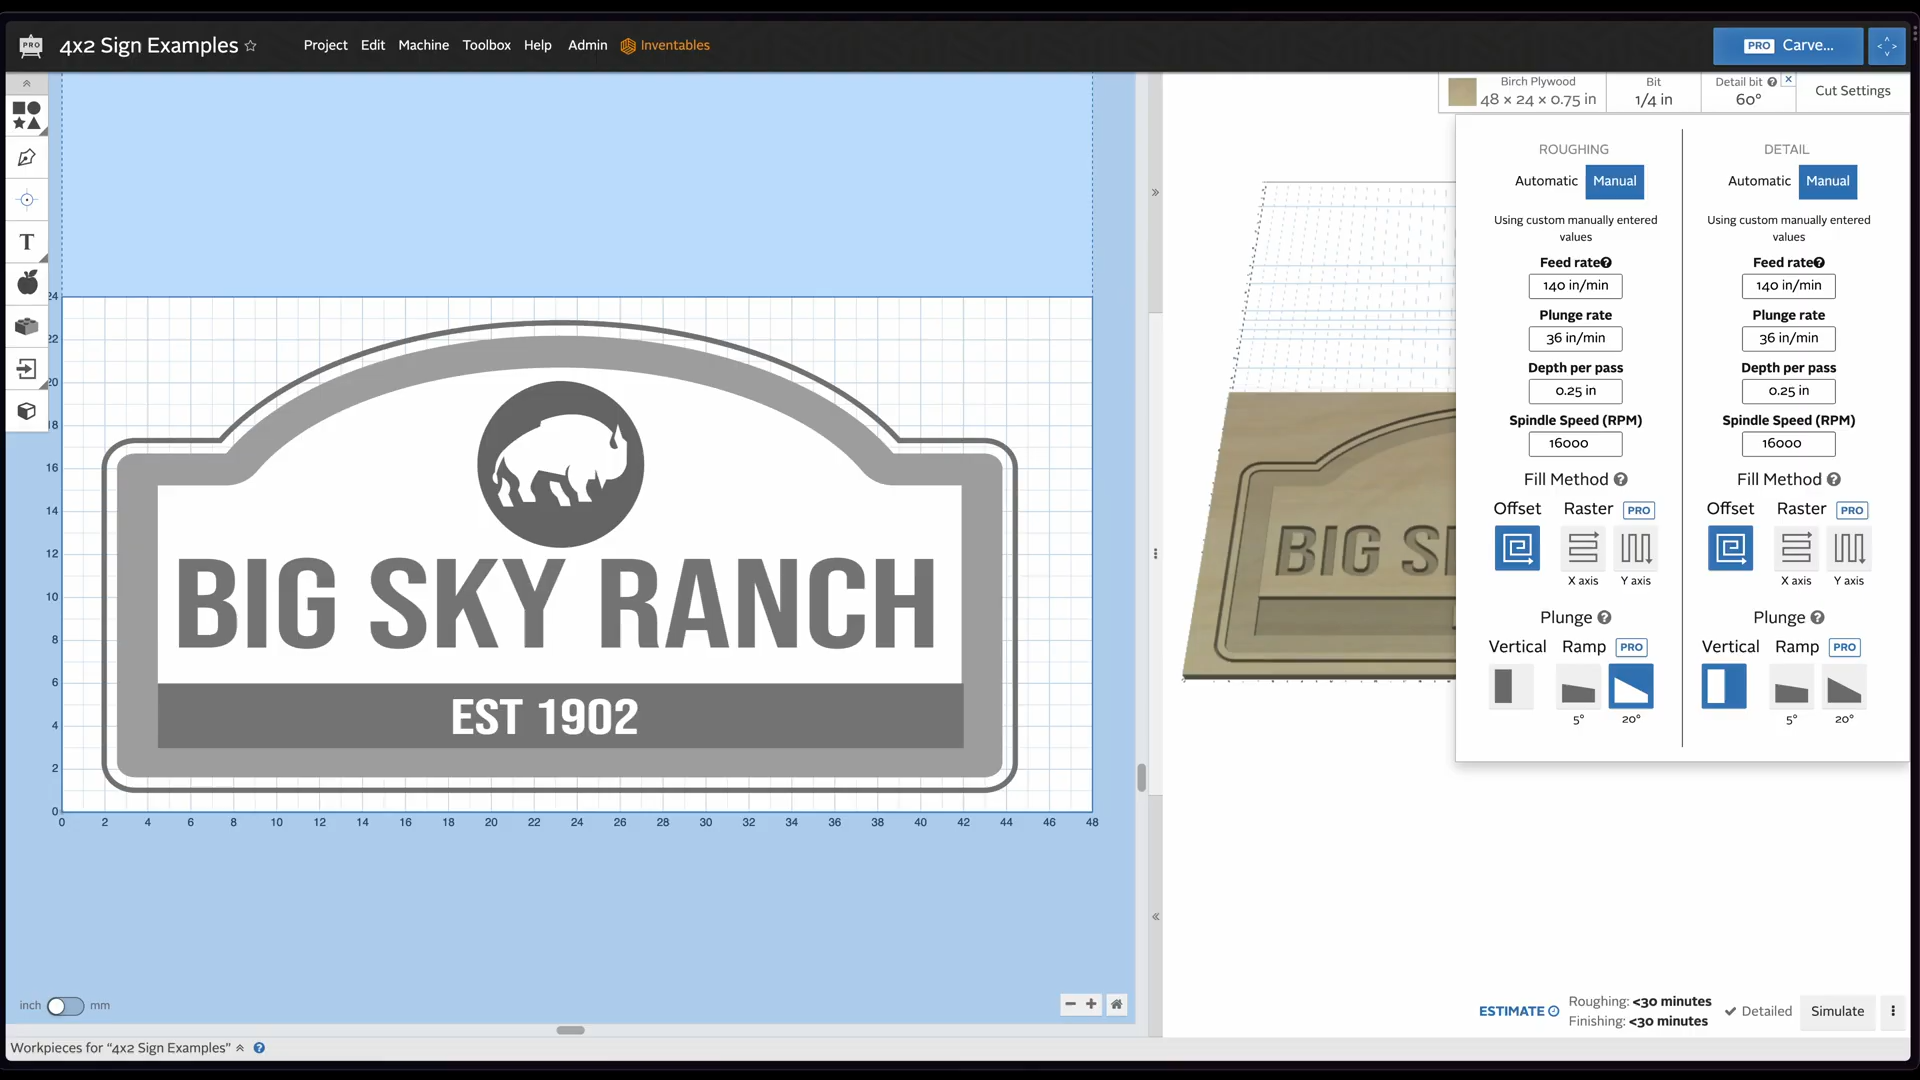 PRO
4x2 Sign Examples
Project Edit Machine Toolbox Help Admin Inventables
PRO Carve...
Birch Plywood
48 × 24 × 0.75 in
Bit
1/4 in
Detail bit
60°
Cut Settings
T
ROUGHING
Automatic Manual
Using custom manually entered
values
Feed rate
140 in/min
Plunge rate
36 in/min
Depth per pass
0.25 in
Spindle Speed (RPM)
16000
Fill Method
Offset Raster PRO
X axis Y axis
Plunge
Vertical Ramp PRO
5° 20°
DETAIL
Automatic Manual
Using custom manually entered
values
Feed rate
140 in/min
Plunge rate
36 in/min
Depth per pass
0.25 in
Spindle Speed (RPM)
16000
Fill Method
Offset Raster PRO
X axis Y axis
Plunge
Vertical Ramp PRO
5° 20°
24
22
20
18
16
14
12
10
8
6
4
2
0
BIG SKY RANCH
EST 1902
0 2 4 6 8 10 12 14 16 18 20 22 24 26 28 30 32 34 36 38 40 42 44 46 48
BIG S
inch mm
ESTIMATE
Roughing: <30 minutes
Finishing: <30 minutes
Detailed
Simulate
Workpieces for “4x2 Sign Examples”